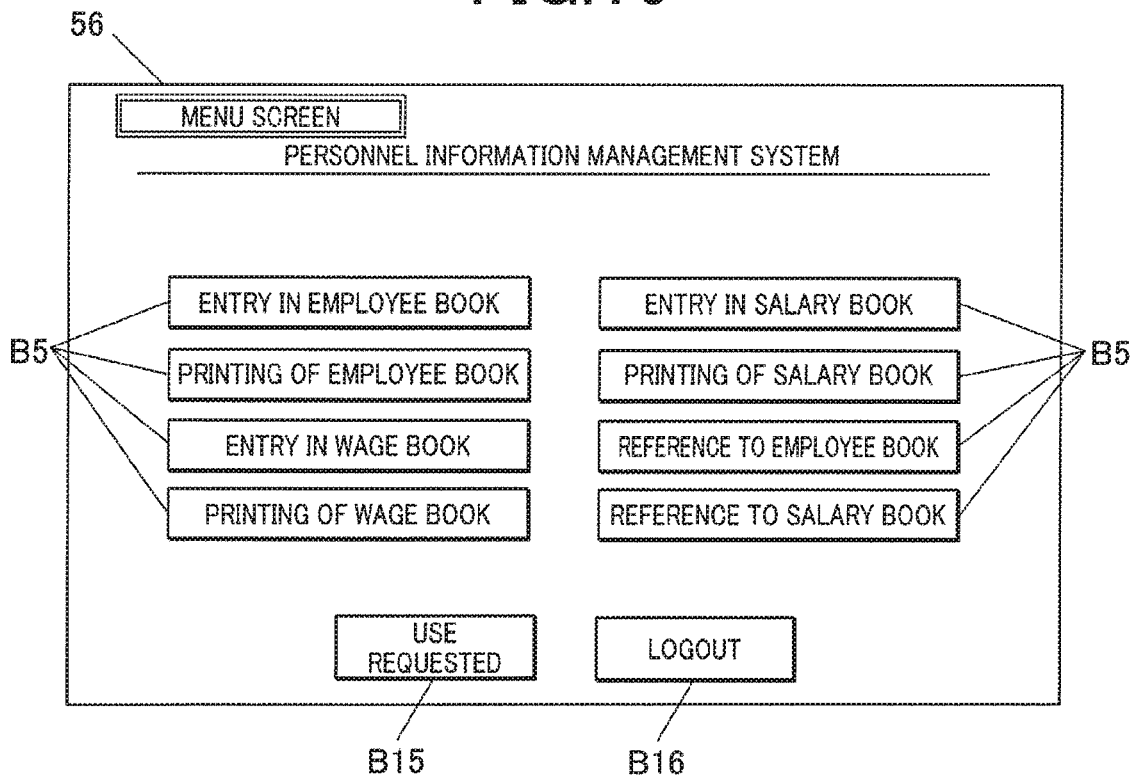 56
MENU SCREEN
PERSONNEL INFORMATION MANAGEMENT SYSTEM
ENTRY IN EMPLOYEE BOOK
ENTRY IN SALARY BOOK
B5
PRINTING OF EMPLOYEE BOOK
PRINTING OF SALARY BOOK
B5
ENTRY IN WAGE BOOK
REFERENCE TO EMPLOYEE BOOK
PRINTING OF WAGE BOOK
REFERENCE TO SALARY BOOK
USE
REQUESTED
LOGOUT
B15
B16